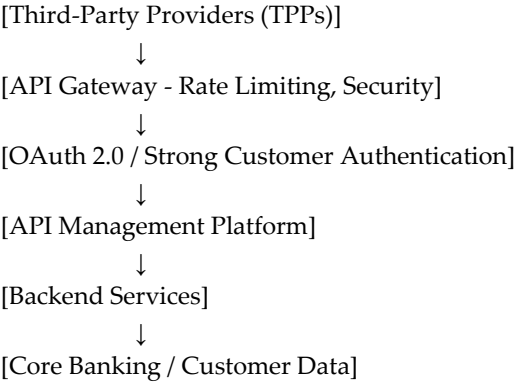 [Third-Party Providers (TPPs)]
↓
[API Gateway - Rate Limiting, Security]
↓
[OAuth 2.0 / Strong Customer Authentication]
↓
[API Management Platform]
↓
[Backend Services]
↓
[Core Banking / Customer Data]